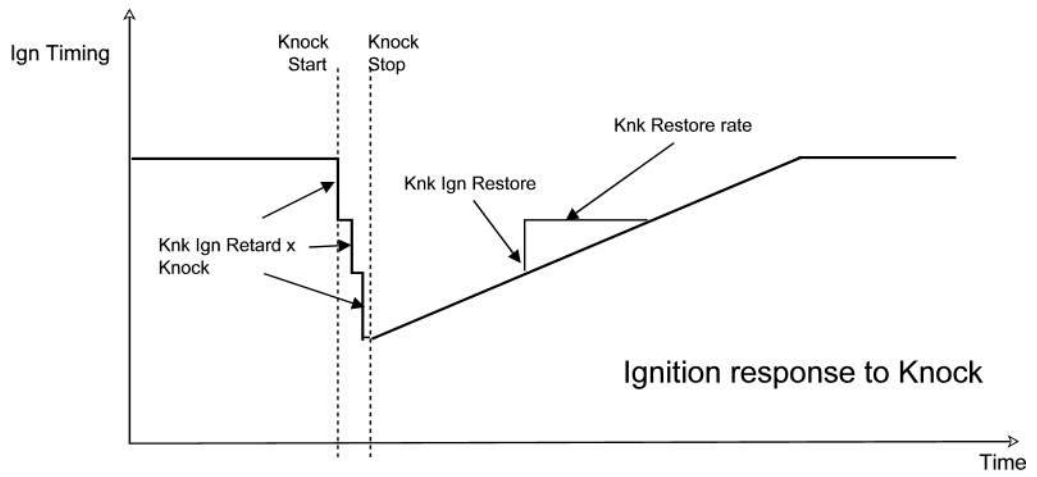 Ign Timing
Knock
Start
Knock
Stop
Knk Restore rate
Knk Ign Restore
Knk Ign Retard x
Knock
Ignition response to Knock
Time